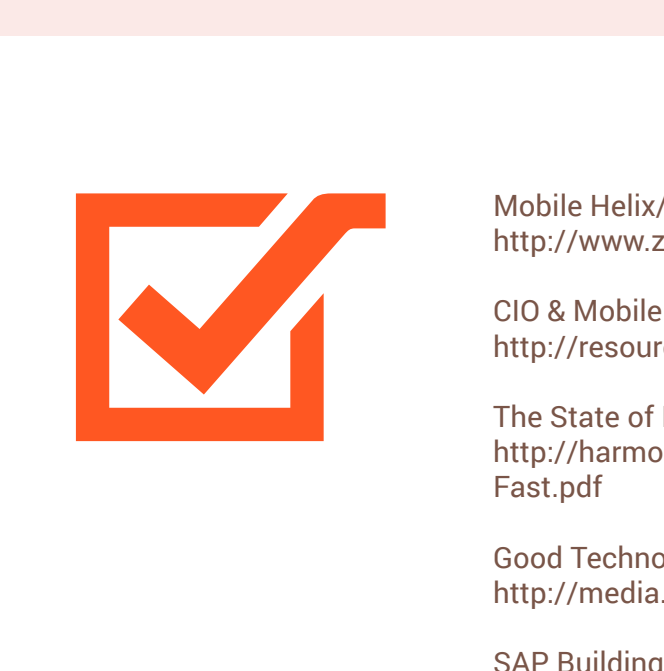 Mobile Helix/
http://www.z
CIO & Mobile
http://resour
The State of
http://harmo
Fast.pdf
Good Techno
http://media.
SAP Building